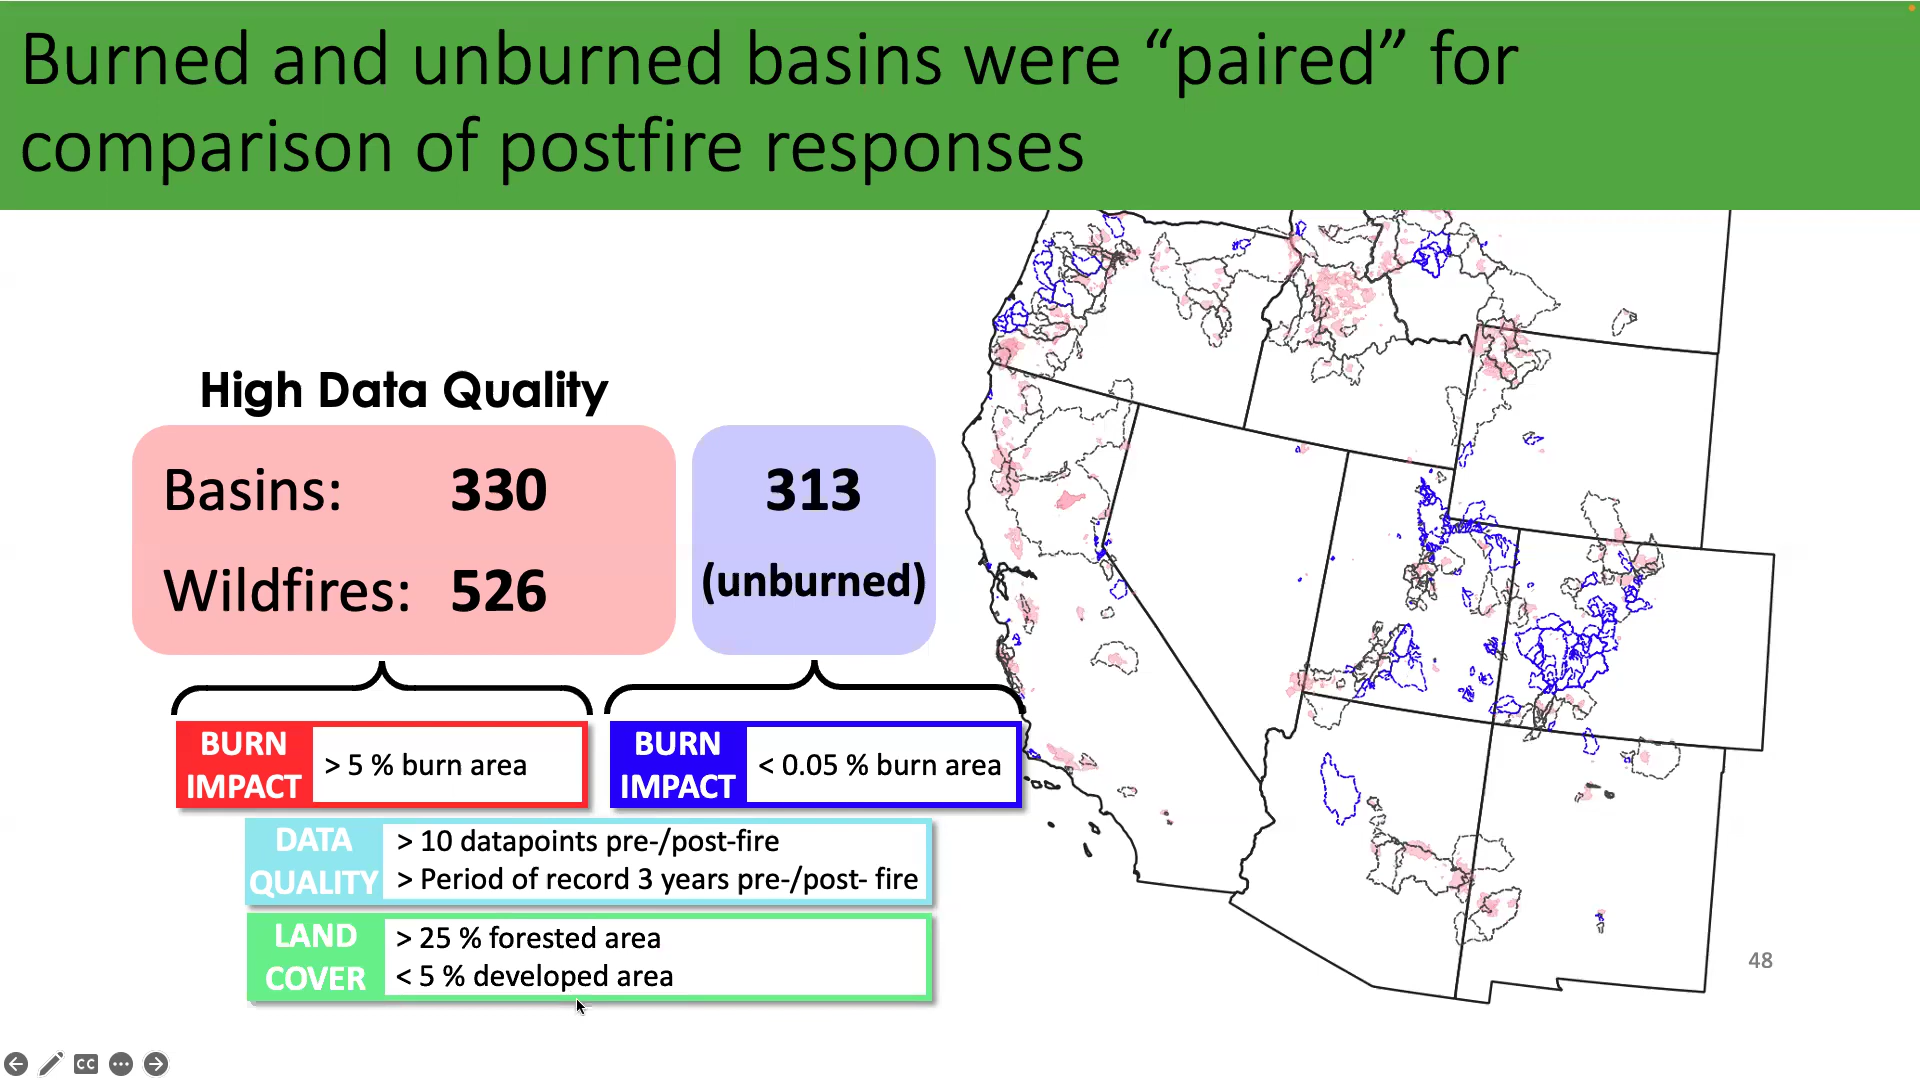 Burned and unburned basins were “paired” for
comparison of postfire responses
High Data Quality
Basins: 330
Wildfires: 526
313
(unburned)
BURN
IMPACT
> 5 % burn area
BURN
IMPACT
< 0.05 % burn area
DATA
QUALITY
> 10 datapoints pre-/post-fire
> Period of record 3 years pre-/post- fire
LAND
COVER
> 25 % forested area
< 5 % developed area
48
CC